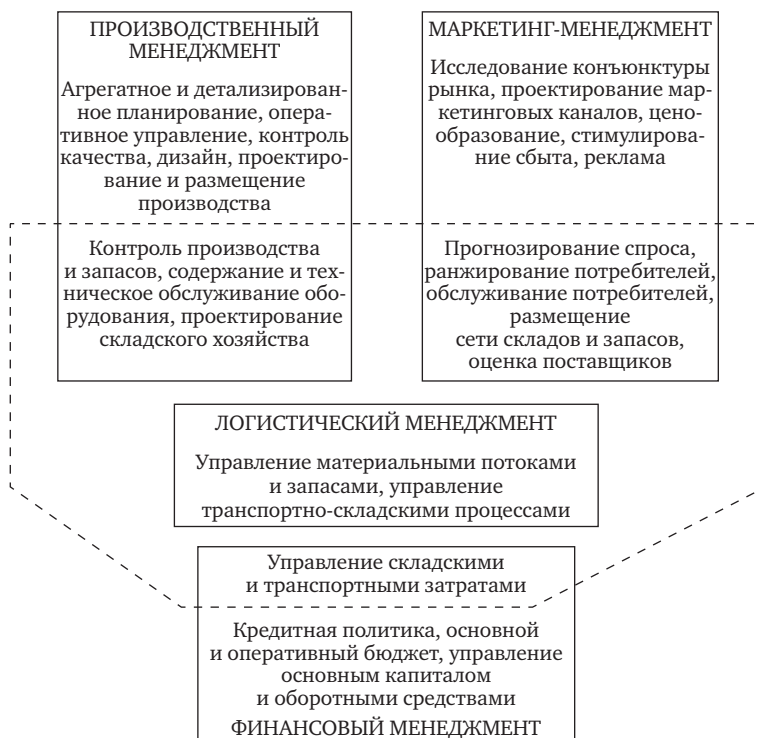 ПРОИЗВОДСТВЕННЫЙ
МЕНЕДЖМЕНТ
Агрегатное и детализирован-
ное планирование, опера-
тивное управление, контроль
качества, дизайн, проектиро-
вание и размещение
производства
Контроль производства
и запасов, содержание и тех-
ническое обслуживание обо-
рудования, проектирование
складского хозяйства
МАРКЕТИНГ-МЕНЕДЖМЕНТ
Исследование конъюнктуры
рынка, проектирование мар-
кетинговых каналов, цено-
образование, стимулирова-
ние сбыта, реклама
Прогнозирование спроса,
ранжирование потребителей,
обслуживание потребителей,
размещение
сети складов и запасов,
оценка поставщиков
ЛОГИСТИЧЕСКИЙ МЕНЕДЖМЕНТ
Управление материальными потоками
и запасами, управление
транспортно-складскими процессами
Управление складскими
и транспортными затратами
Кредитная политика, основной
и оперативный бюджет, управление
основным капиталом
и оборотными средствами
ФИНАНСОВЫЙ МЕНЕДЖМЕНТ